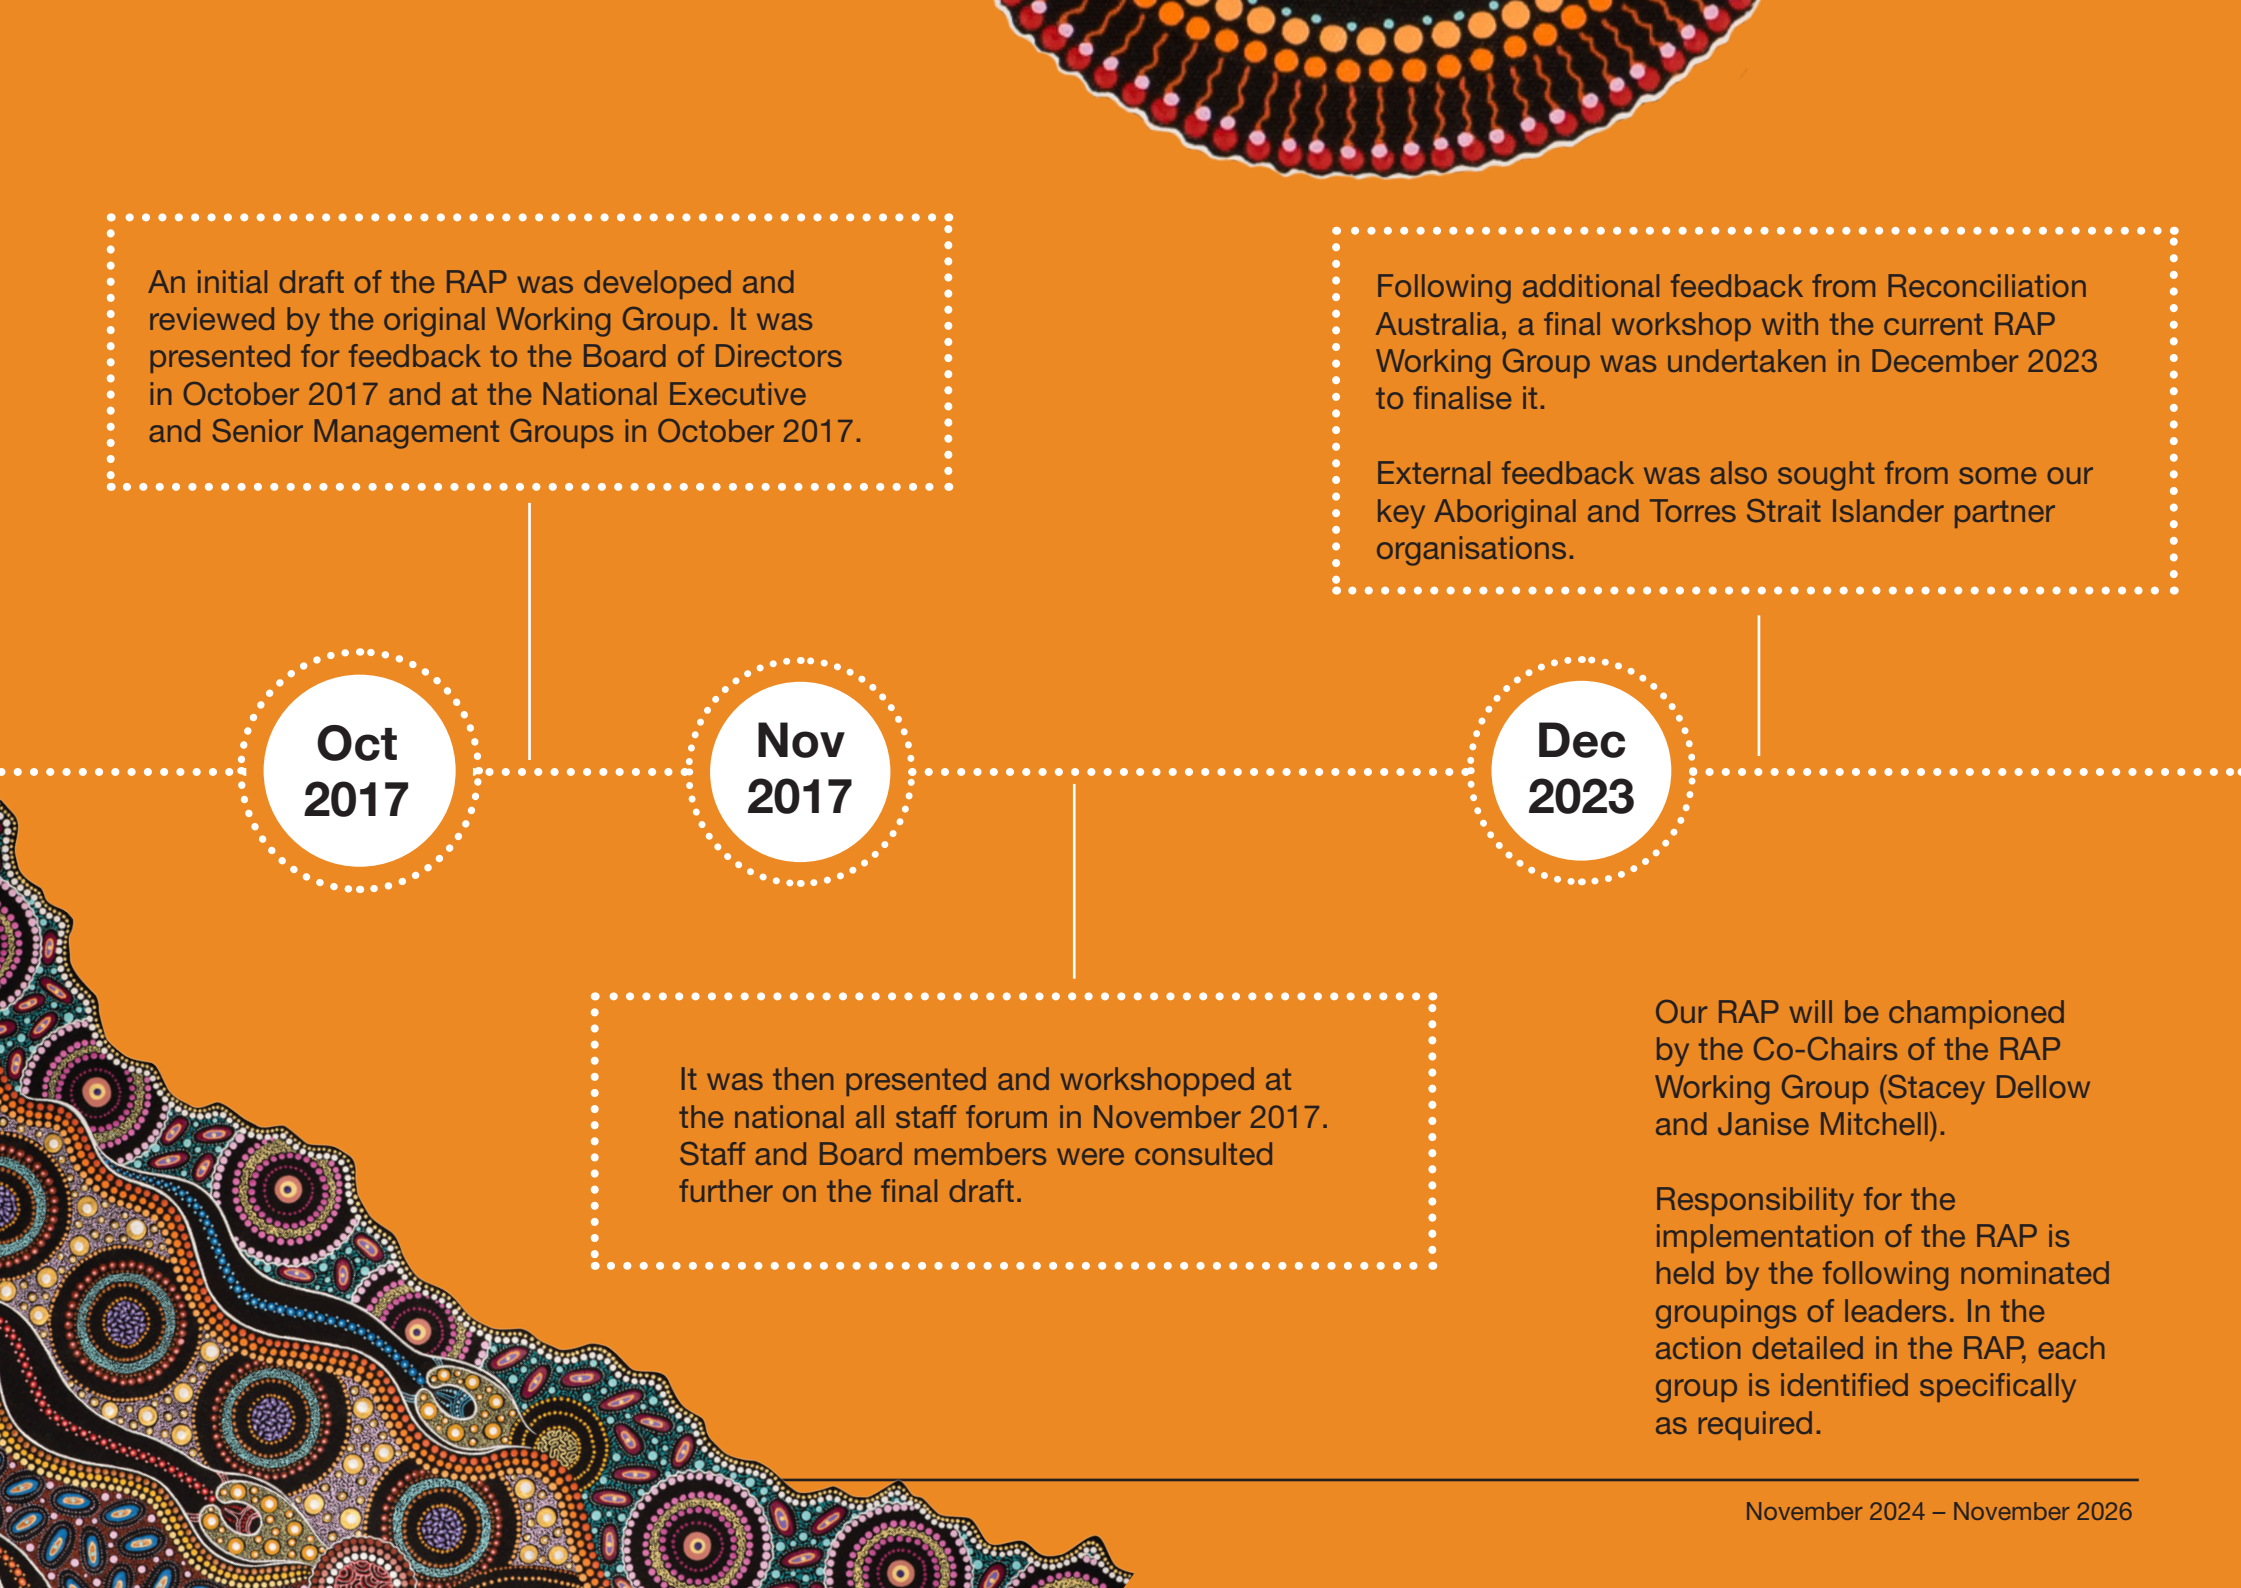 An initial draft of the RAP was developed and
reviewed by the original Working Group. It was
presented for feedback to the Board of Directors
in October 2017 and at the National Executive
and Senior Management Groups in October 2017.
Following additional feedback from Reconciliation
Australia, a final workshop with the current RAP
Working Group was undertaken in December 2023
to finalise it.
External feedback was also sought from some our
key Aboriginal and Torres Strait Islander partner
organisations.
Oct
2017
Nov
2017
Dec
2023
It was then presented and workshopped at
the national all staff forum in November 2017.
Staff and Board members were consulted
further on the final draft.
Our RAP will be championed
by the Co-Chairs of the RAP
Working Group (Stacey Dellow
and Janise Mitchell).
Responsibility for the
implementation of the RAP is
held by the following nominated
groupings of leaders. In the
action detailed in the RAP, each
group is identified specifically
as required.
November 2024 – November 2026